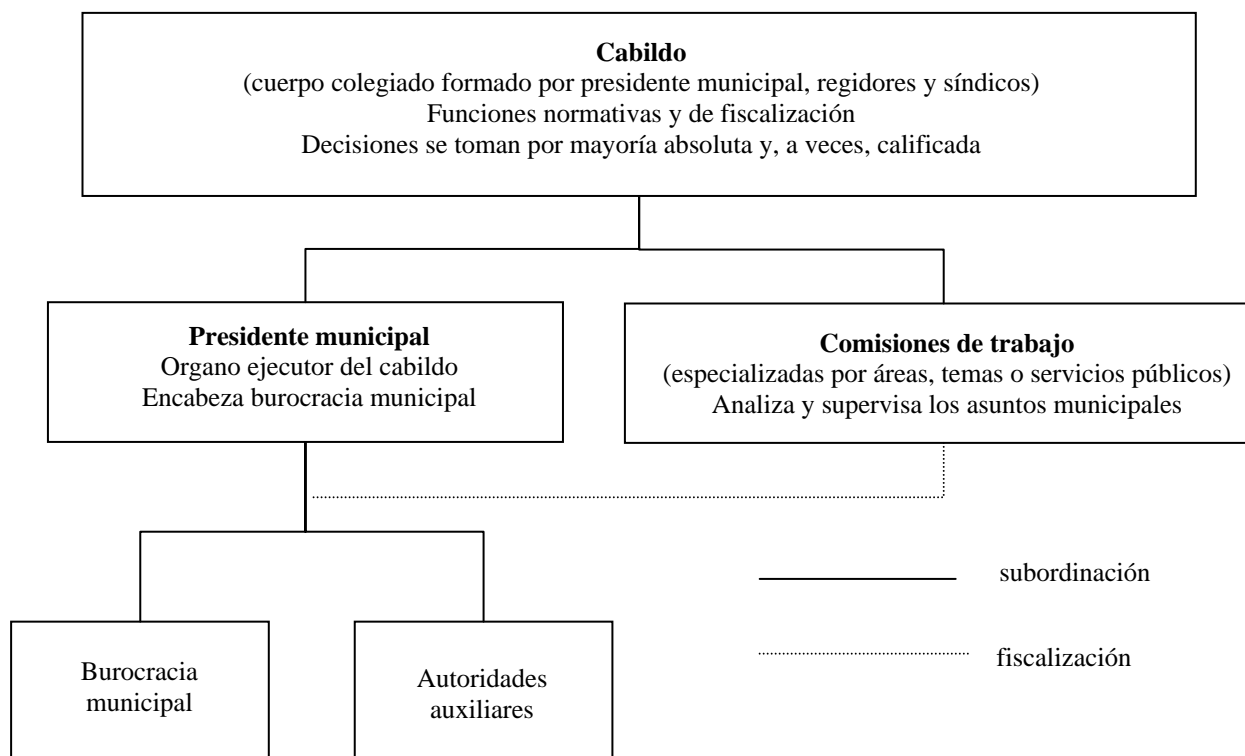 Cabildo
(cuerpo colegiado formado por presidente municipal, regidores y síndicos)
Funciones normativas y de fiscalización
Decisiones se toman por mayoría absoluta y, a veces, calificada
Presidente municipal
Organo ejecutor del cabildo
Encabeza burocracia municipal
Comisiones de trabajo
(especializadas por áreas, temas o servicios públicos)
Analiza y supervisa los asuntos municipales
subordinación
fiscalización
Burocracia
municipal
Autoridades
auxiliares